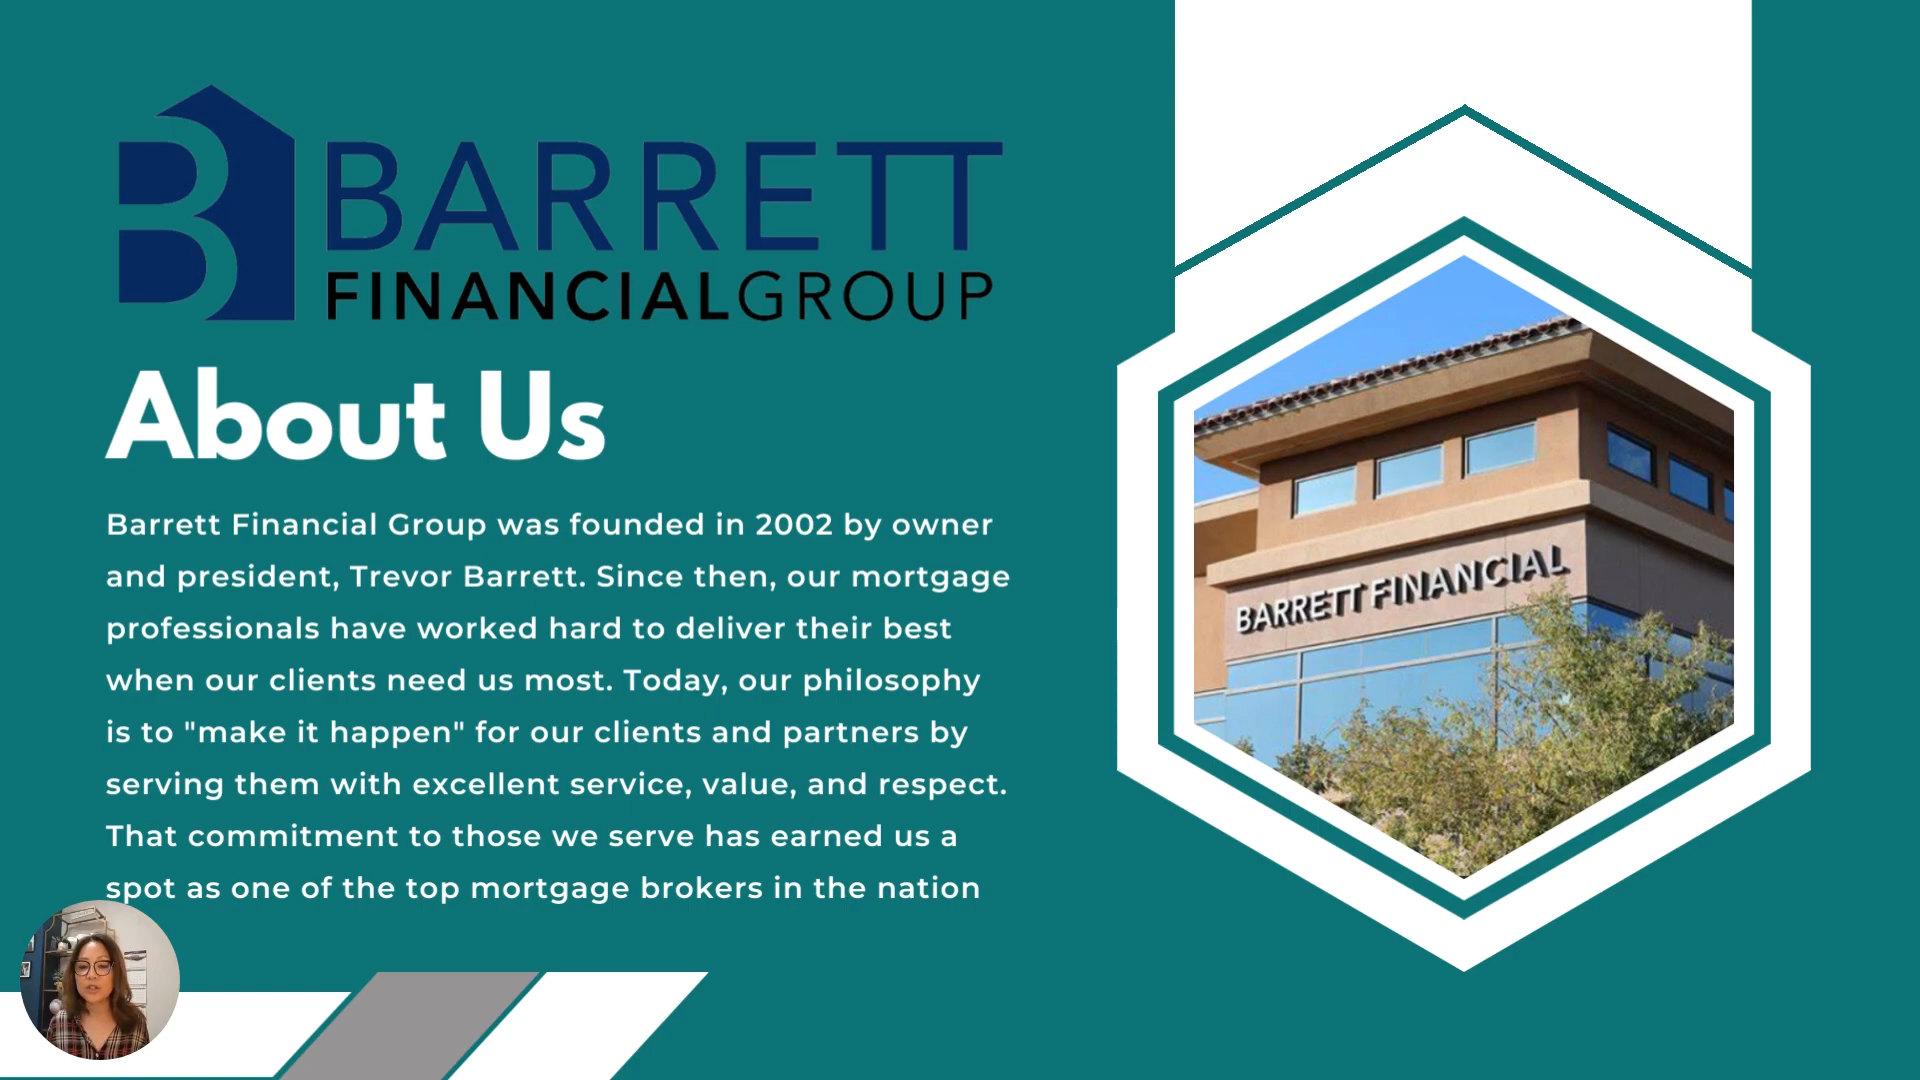 BARRETT
FINANCIALGROUP
About Us
Barrett Financial Group was founded in 2002 by owner
and president, Trevor Barrett. Since then, our mortgage
professionals have worked hard to deliver their best
when our clients need us most. Today, our philosophy
is to "make it happen" for our clients and partners by
serving them with excellent service, value, and respect.
That commitment to those we serve has earned us a
spot as one of the top mortgage brokers in the nation
BARRETT FINANCIAL